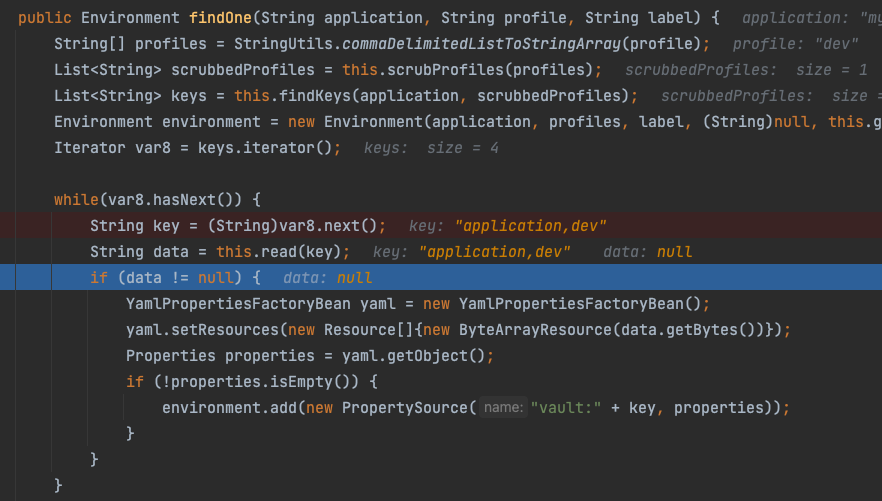 public Environment findOne(String application, String profile, String label) {   application: "my
String[] profiles = StringUtils.commaDelimitedListToStringArray(profile);   profile: "dev"
List<String> scrubbedProfiles = this.scrubProfiles(profiles);   scrubbedProfiles:  size = 1
List<String> keys = this.findKeys(application, scrubbedProfiles);   scrubbedProfiles:  size =
Environment environment = new Environment(application, profiles, label, (String)null, this.g
Iterator var8 = keys.iterator();   keys:  size = 4
while(var8.hasNext()) {
String key = (String)var8.next();   key: "application,dev"
String data = this.read(key);   key: "application,dev"    data: null
if (data != null) {   data: null
YamlPropertiesFactoryBean yaml = new YamlPropertiesFactoryBean();
yaml.setResources(new Resource[]{new ByteArrayResource(data.getBytes())});
Properties properties = yaml.getObject();
if (!properties.isEmpty()) {
environment.add(new PropertySource( name: "vault:" + key, properties));
}
}
}